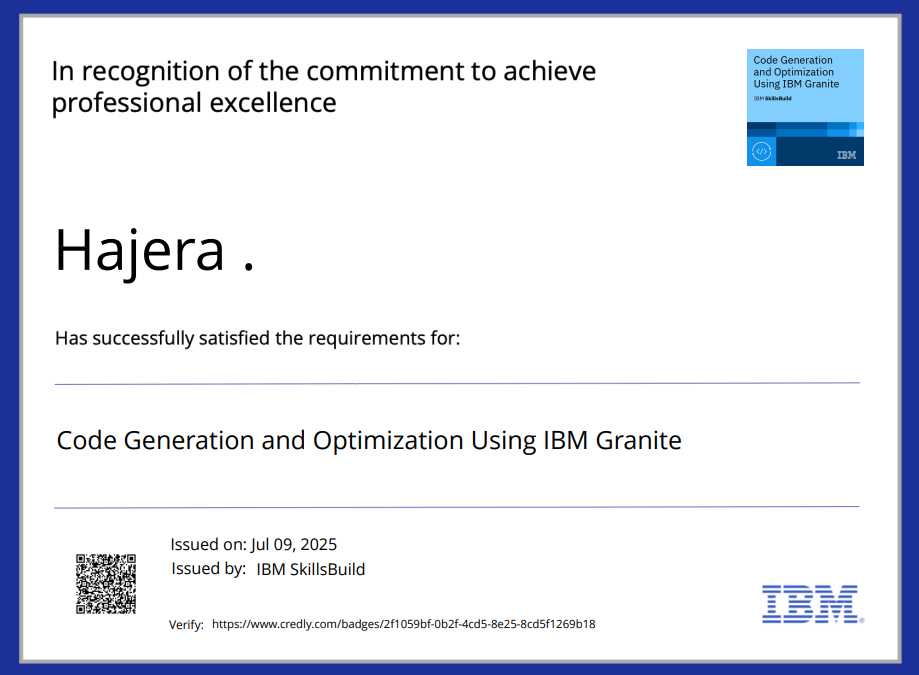 In recognition of the commitment to achieve
professional excellence
Code Generation
and Optimization
Using IBM Granite
IBM SkillsBuild
</>
IBM
Hajera .
Has successfully satisfied the requirements for:
Code Generation and Optimization Using IBM Granite
Issued on: Jul 09, 2025
Issued by: IBM SkillsBuild
Verify: https://www.credly.com/badges/2f1059bf-0b2f-4cd5-8e25-8cd5f1269b18
IBM®